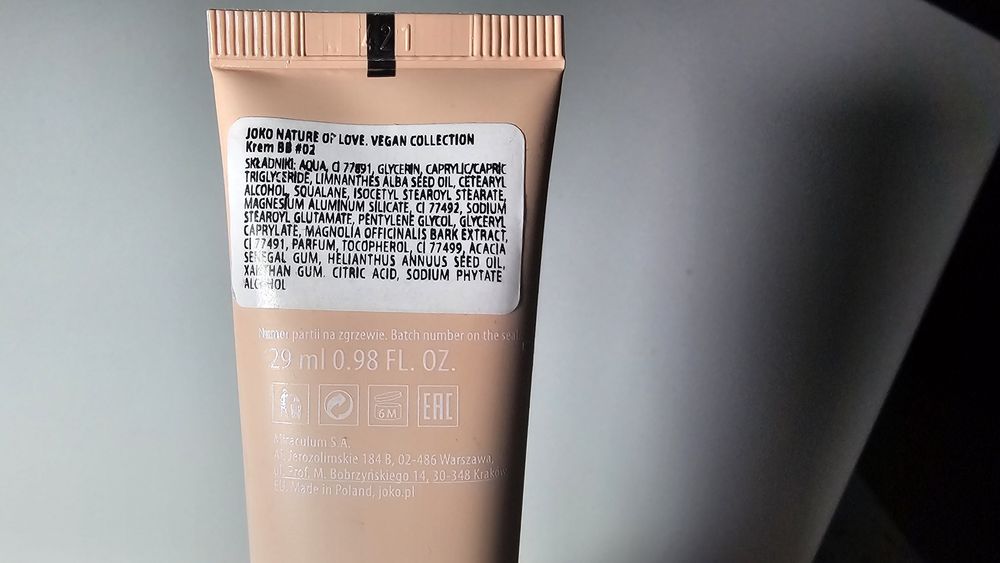 421
JOKO NATURE OF LOVE. VEGAN COLLECTION
Krem BB #02
SKŁADNIKI: AQUA, CI 77891, GLYCERIN, CAPRYLIC/CAPRIC
TRIGLYCERIDE, LIMNANTHES ALBA SEED OIL, CETEARYL
ALCOHOL, SQUALANE, ISOCETYL STEAROYL STEARATE,
MAGNESIUM ALUMINUM SILICATE, CI 77492, SODIUM
STEAROYL GLUTAMATE, PENTYLENE GLYCOL, GLYCERYL
CAPRYLATE, MAGNOLIA OFFICINALIS BARK EXTRACT,
CI 77491, PARFUM, TOCOPHEROL, CI 77499, ACACIA
SENEGAL GUM, HELIANTHUS ANNUUS SEED OIL,
XANTHAN GUM. CITRIC ACID, SODIUM PHYTATE
ALCOHOL
Numer partii na zgrzewie. Batch number on the seal.
29 ml 0.98 FL. OZ.
6M EAC
Miraculum S.A.
Al. Jerozolimskie 184 B, 02-486 Warszawa,
ul. Prof. M. Bobrzyńskiego 14, 30-348 Kraków
EU. Made in Poland, joko.pl